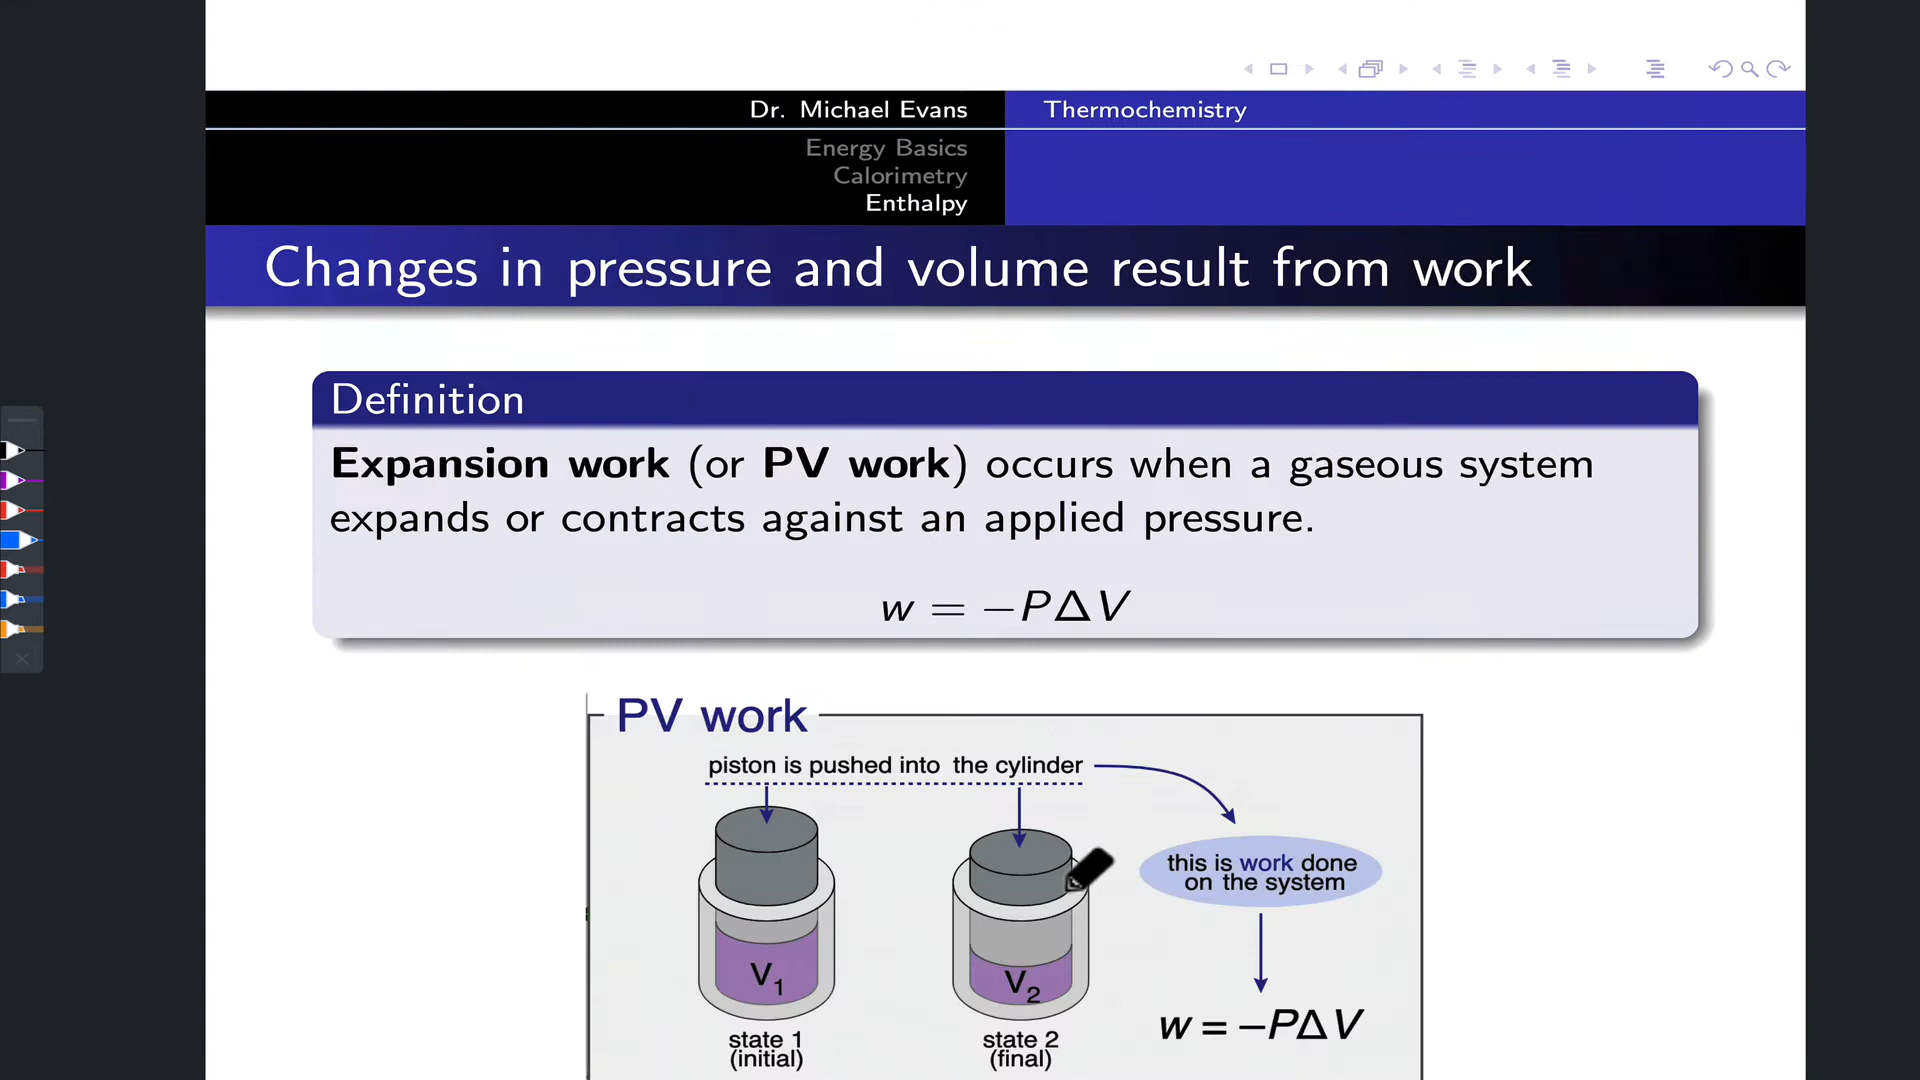 Dr. Michael Evans
Thermochemistry
Energy Basics
Calorimetry
Enthalpy
Changes in pressure and volume result from work
Definition
Expansion work (or PV work) occurs when a gaseous system
expands or contracts against an applied pressure.
w = −PΔV
PV work
piston is pushed into the cylinder
this is work done
on the system
V₁
V₂
w = −PΔV
state 1
(initial)
state 2
(final)